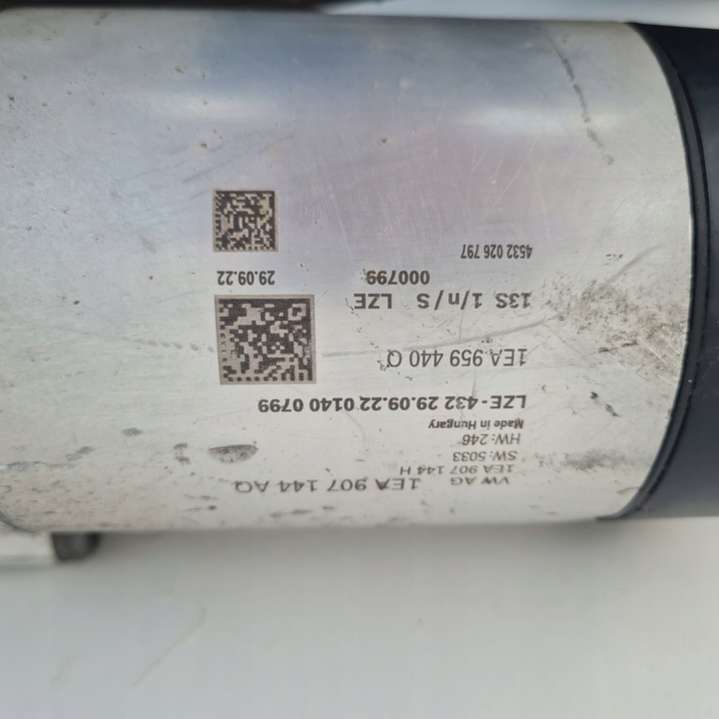 VW AG 1EA 907 144 AQ
1EA 907 144 H
SW: 5033
HW: 246
Made in Hungary
LZE - 432 29.09.22 0140 0799
1EA 959 440 Q
13S 1/n/S LZE
000799 29.09.22
4532 026 797